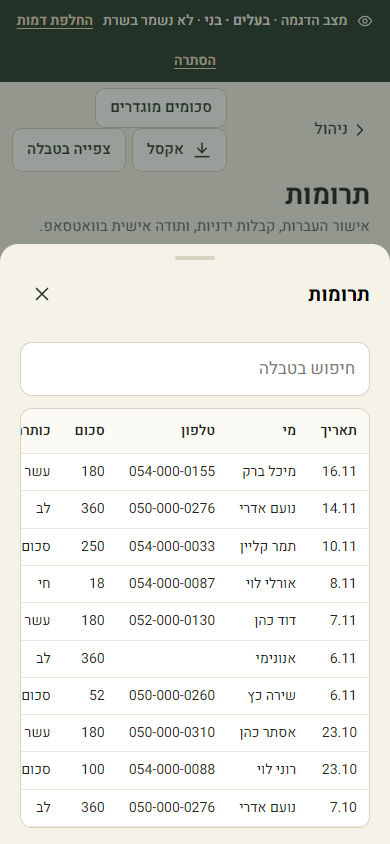 מצב הדגמה · בעלים · בני · לא נשמר בשרת החלפת דמות
הסתרה
ניהול
סכומים מוגדרים
אקסל צפייה בטבלה
תרומות
אישור העברות, קבלות ידניות, ותודה אישית בוואטסאפ.
תרומות
חיפוש בטבלה
תאריך מי טלפון סכום
16.11 מיכל ברק 054-000-0155 180 עשר
14.11 נועם אדרי 050-000-0276 360 לב
10.11 תמר קליין 054-000-0033 250 סכום
8.11 אורלי לוי 054-000-0087 18 חי
7.11 דוד כהן 052-000-0130 180 עשר
6.11 אנונימי 360 לב
6.11 שירה כץ 050-000-0260 52 סכום
23.10 אסתר כהן 050-000-0310 180 עשר
23.10 רוני לוי 054-000-0088 100 סכום
7.10 נועם אדרי 050-000-0276 360 לב